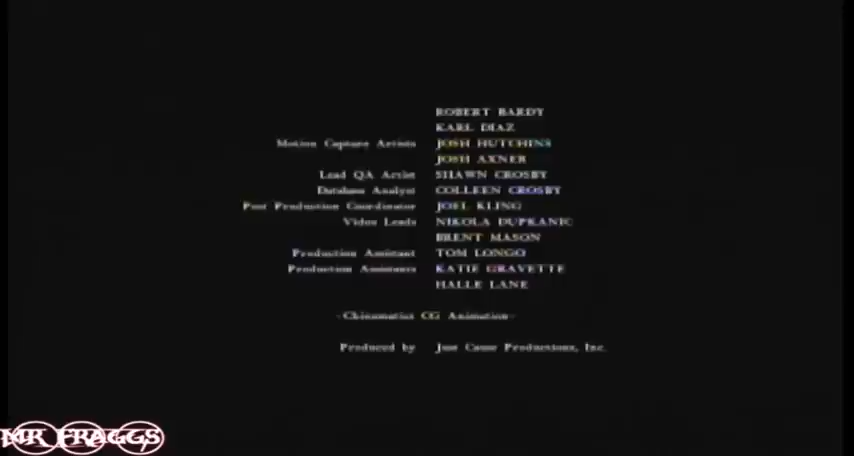 ROBERT BARDY
KARL DIAZ
Motion Capture Artists JOSH HUTCHINS
JOSH AXNER
Lead QA Artist SHAWN CROSBY
Database Analyst COLLEEN CROSBY
Post Production Coordinator JOEL KLING
Video Leads NIKOLA DUPKANIC
BRENT MASON
Production Assistant TOM LONGO
Production Assistants KATIE GRAVETTE
HALLE LANE
-Chinamatics CG Animation-
Produced by Just Cause Productions, Inc.
MR FRAGGS